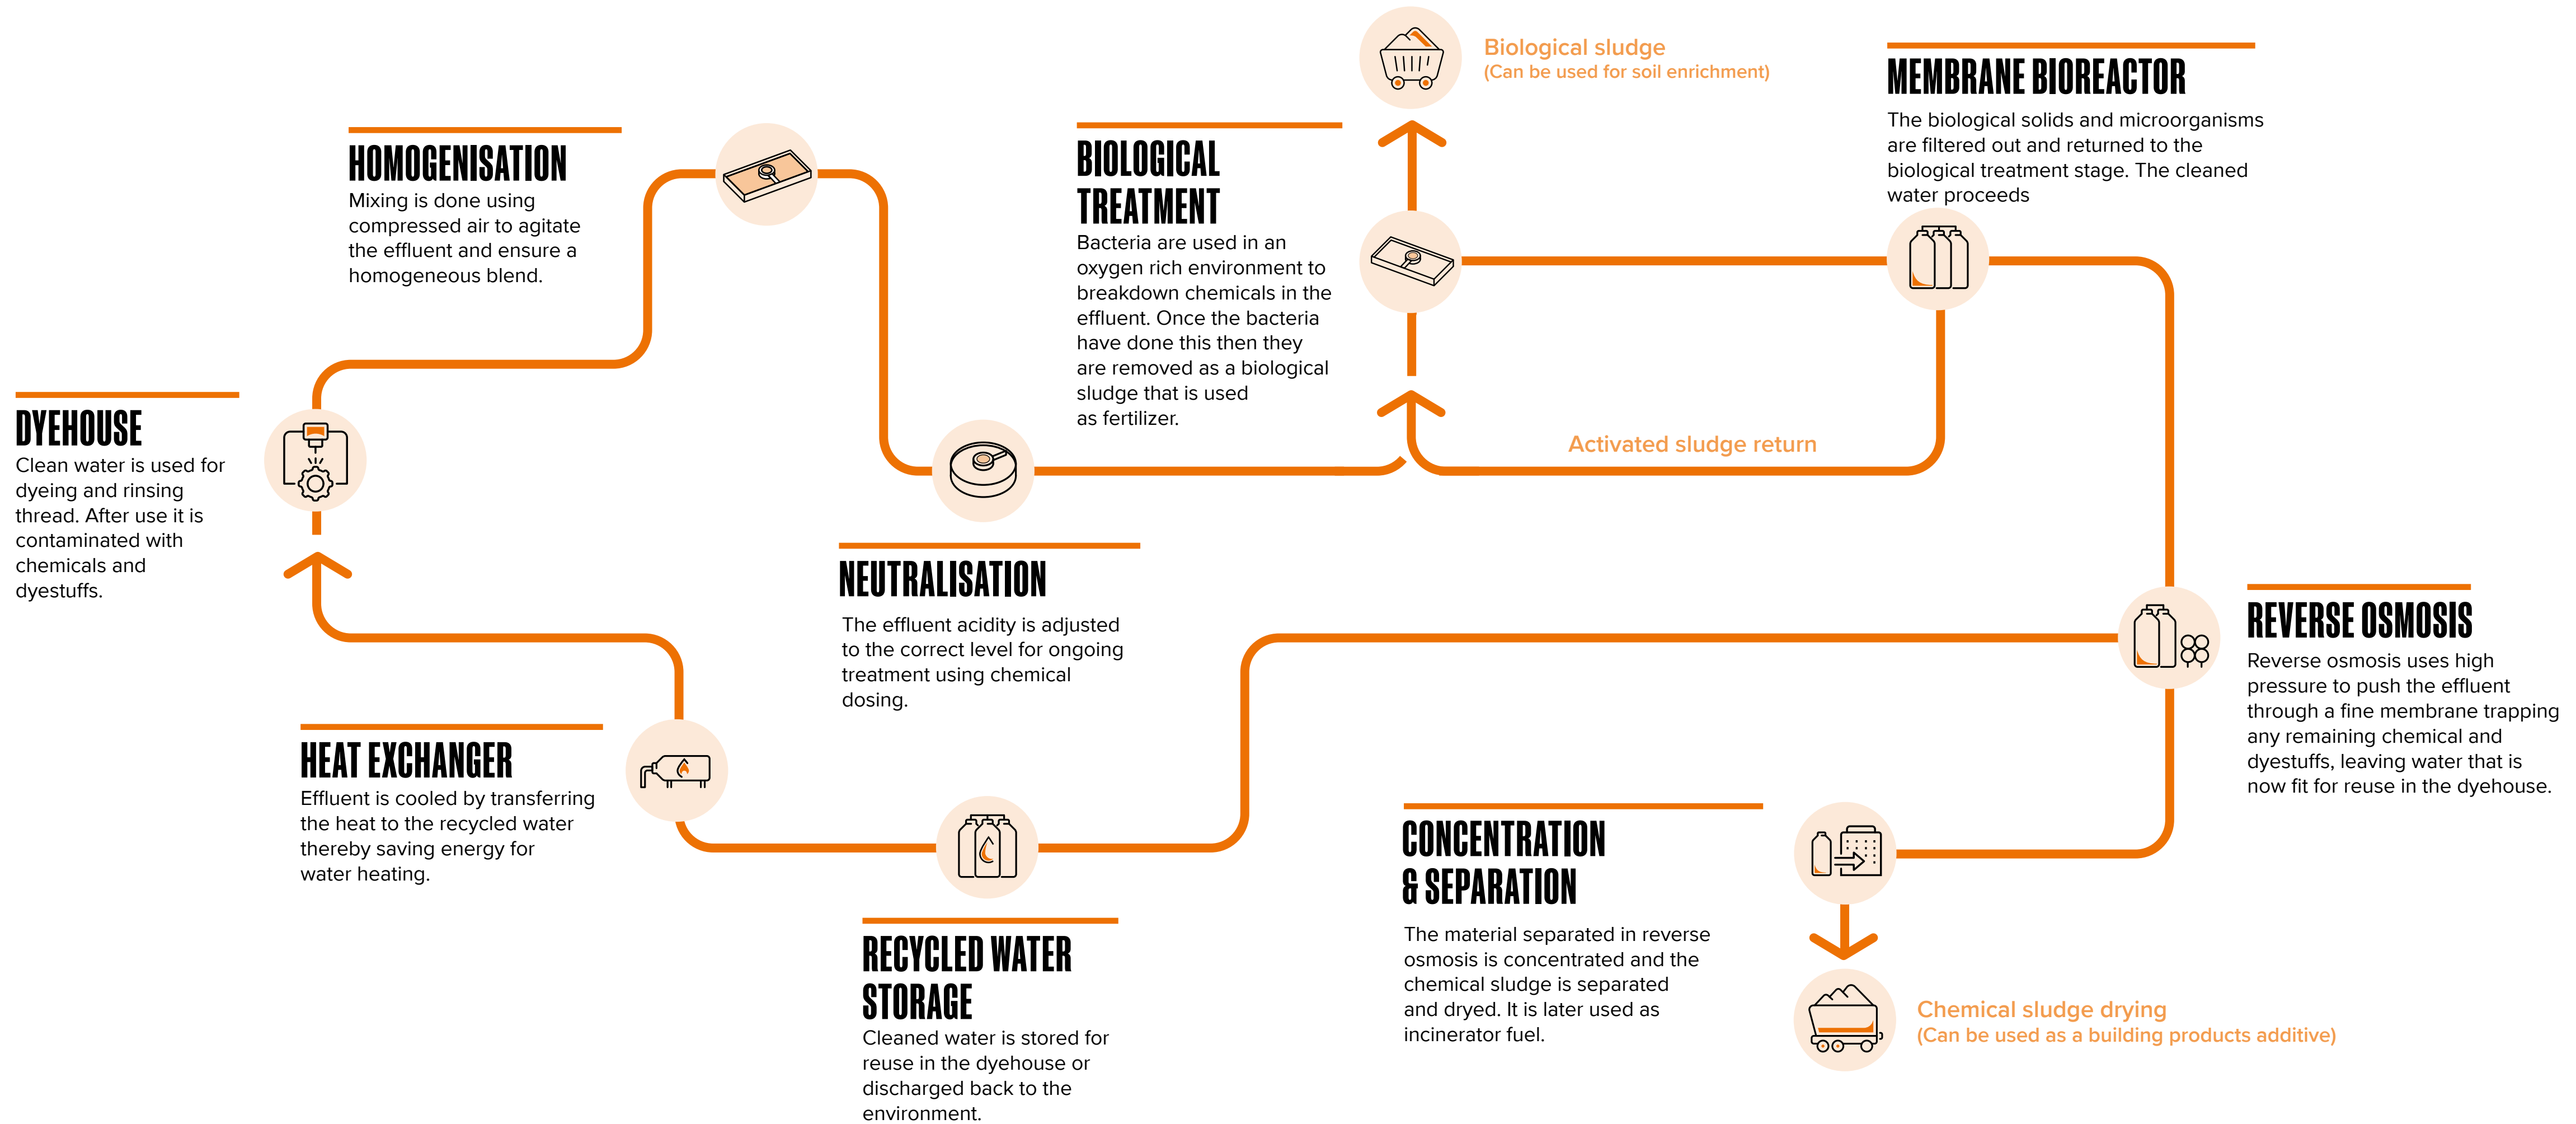 Biological sludge
(Can be used for soil enrichment)
MEMBRANE BIOREACTOR
The biological solids and microorganisms
are filtered out and returned to the
biological treatment stage. The cleaned
water proceeds
HOMOGENISATION
Mixing is done using
compressed air to agitate
the effluent and ensure a
homogeneous blend.
BIOLOGICAL
TREATMENT
Bacteria are used in an
oxygen rich environment to
breakdown chemicals in the
effluent. Once the bacteria
have done this then they
are removed as a biological
sludge that is used
as fertilizer.
DYEHOUSE
Clean water is used for
dyeing and rinsing
thread. After use it is
contaminated with
chemicals and
dyestuffs.
Activated sludge return
NEUTRALISATION
The effluent acidity is adjusted
to the correct level for ongoing
treatment using chemical
dosing.
REVERSE OSMOSIS
Reverse osmosis uses high
pressure to push the effluent
through a fine membrane trapping
any remaining chemical and
dyestuffs, leaving water that is
now fit for reuse in the dyehouse.
HEAT EXCHANGER
Effluent is cooled by transferring
the heat to the recycled water
thereby saving energy for
water heating.
CONCENTRATION
& SEPARATION
The material separated in reverse
osmosis is concentrated and the
chemical sludge is separated
and dryed. It is later used as
incinerator fuel.
RECYCLED WATER
STORAGE
Cleaned water is stored for
reuse in the dyehouse or
discharged back to the
environment.
Chemical sludge drying
(Can be used as a building products additive)